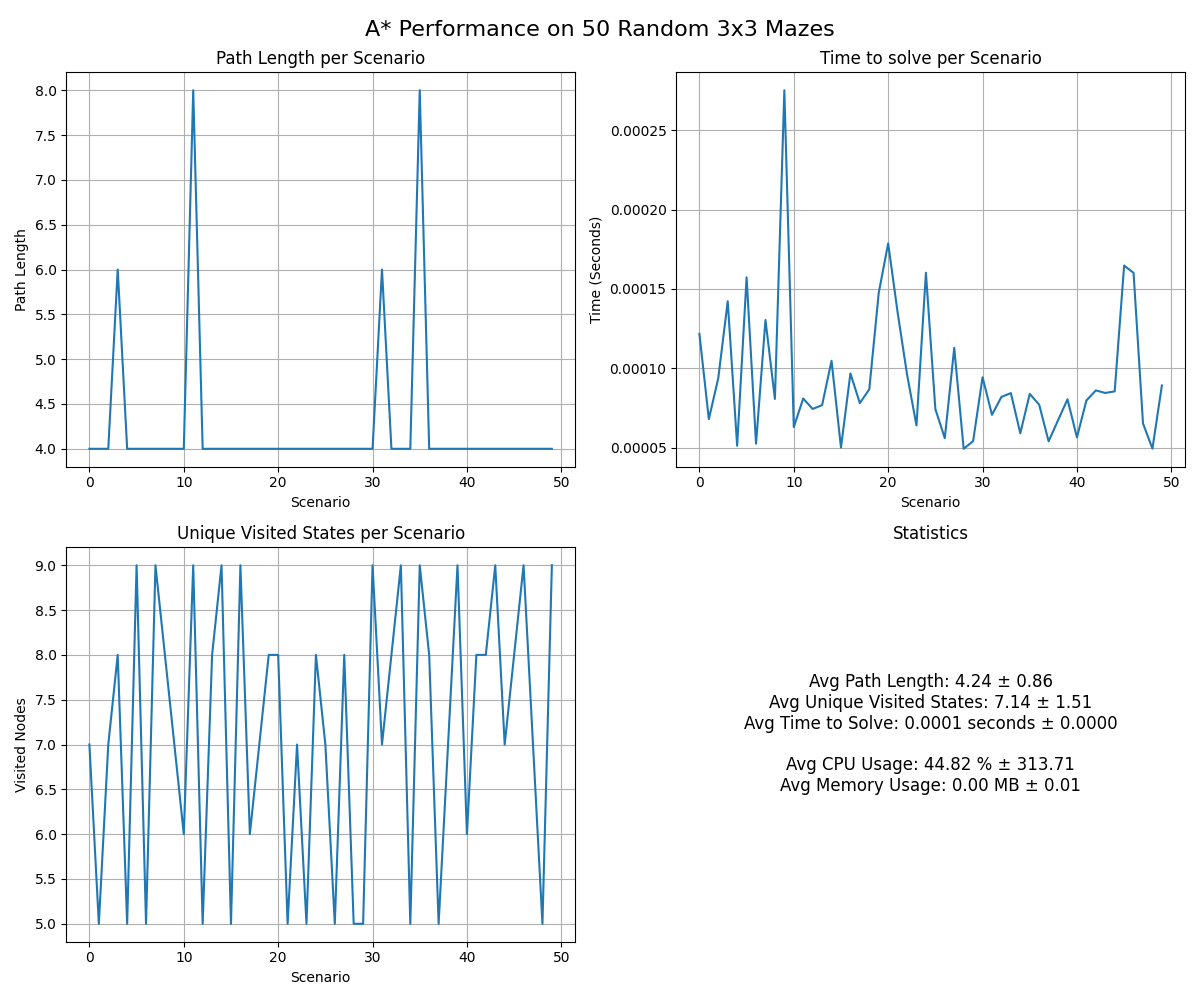 A* Performance on 50 Random 3x3 Mazes
Path Length per Scenario
8.0
7.5
7.0
6.5
6.0
5.5
5.0
4.5
4.0
Path Length
0 10 20 30 40 50
Scenario
Time to solve per Scenario
0.00025
0.00020
0.00015
0.00010
0.00005
Time (Seconds)
0 10 20 30 40 50
Scenario
Unique Visited States per Scenario
9.0
8.5
8.0
7.5
7.0
6.5
6.0
5.5
5.0
Visited Nodes
0 10 20 30 40 50
Scenario
Statistics
Avg Path Length: 4.24 ± 0.86
Avg Unique Visited States: 7.14 ± 1.51
Avg Time to Solve: 0.0001 seconds ± 0.0000
Avg CPU Usage: 44.82 % ± 313.71
Avg Memory Usage: 0.00 MB ± 0.01